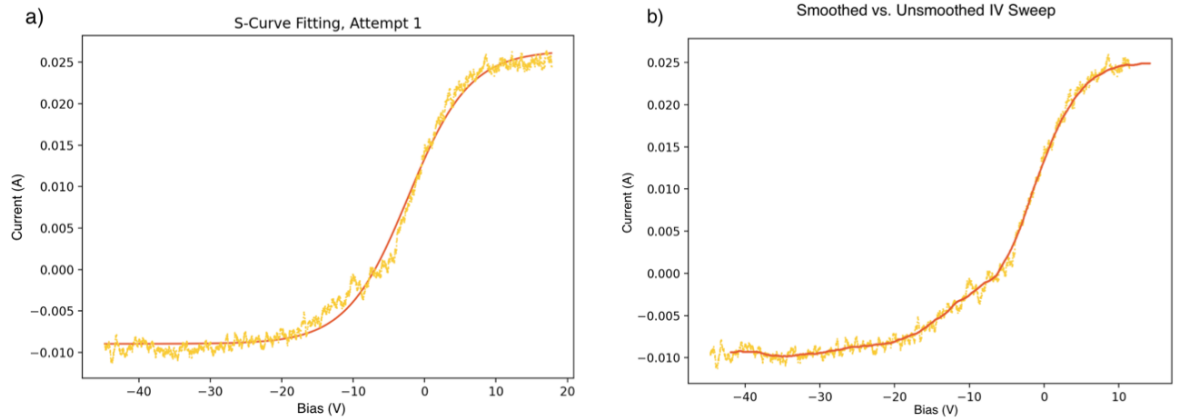 a)
S-Curve Fitting, Attempt 1
0.025
0.020
0.015
0.010
0.005
0.000
−0.005
−0.010
Current (A)
−40 −30 −20 −10 0 10 20
Bias (V)
b)
Smoothed vs. Unsmoothed IV Sweep
0.025
0.020
0.015
0.010
0.005
0.000
−0.005
−0.010
Current (A)
−40 −30 −20 −10 0 10
Bias (V)